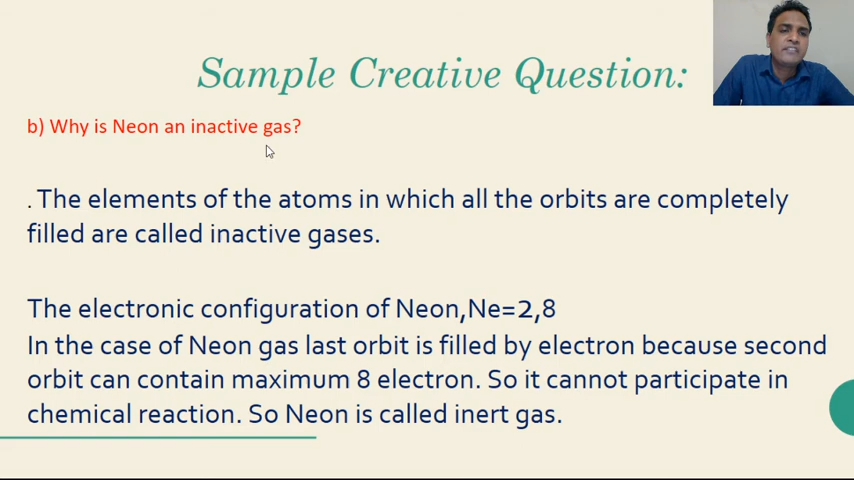 Sample Creative Question:
b) Why is Neon an inactive gas?
. The elements of the atoms in which all the orbits are completely
filled are called inactive gases.
The electronic configuration of Neon,Ne=2,8
In the case of Neon gas last orbit is filled by electron because second
orbit can contain maximum 8 electron. So it cannot participate in
chemical reaction. So Neon is called inert gas.